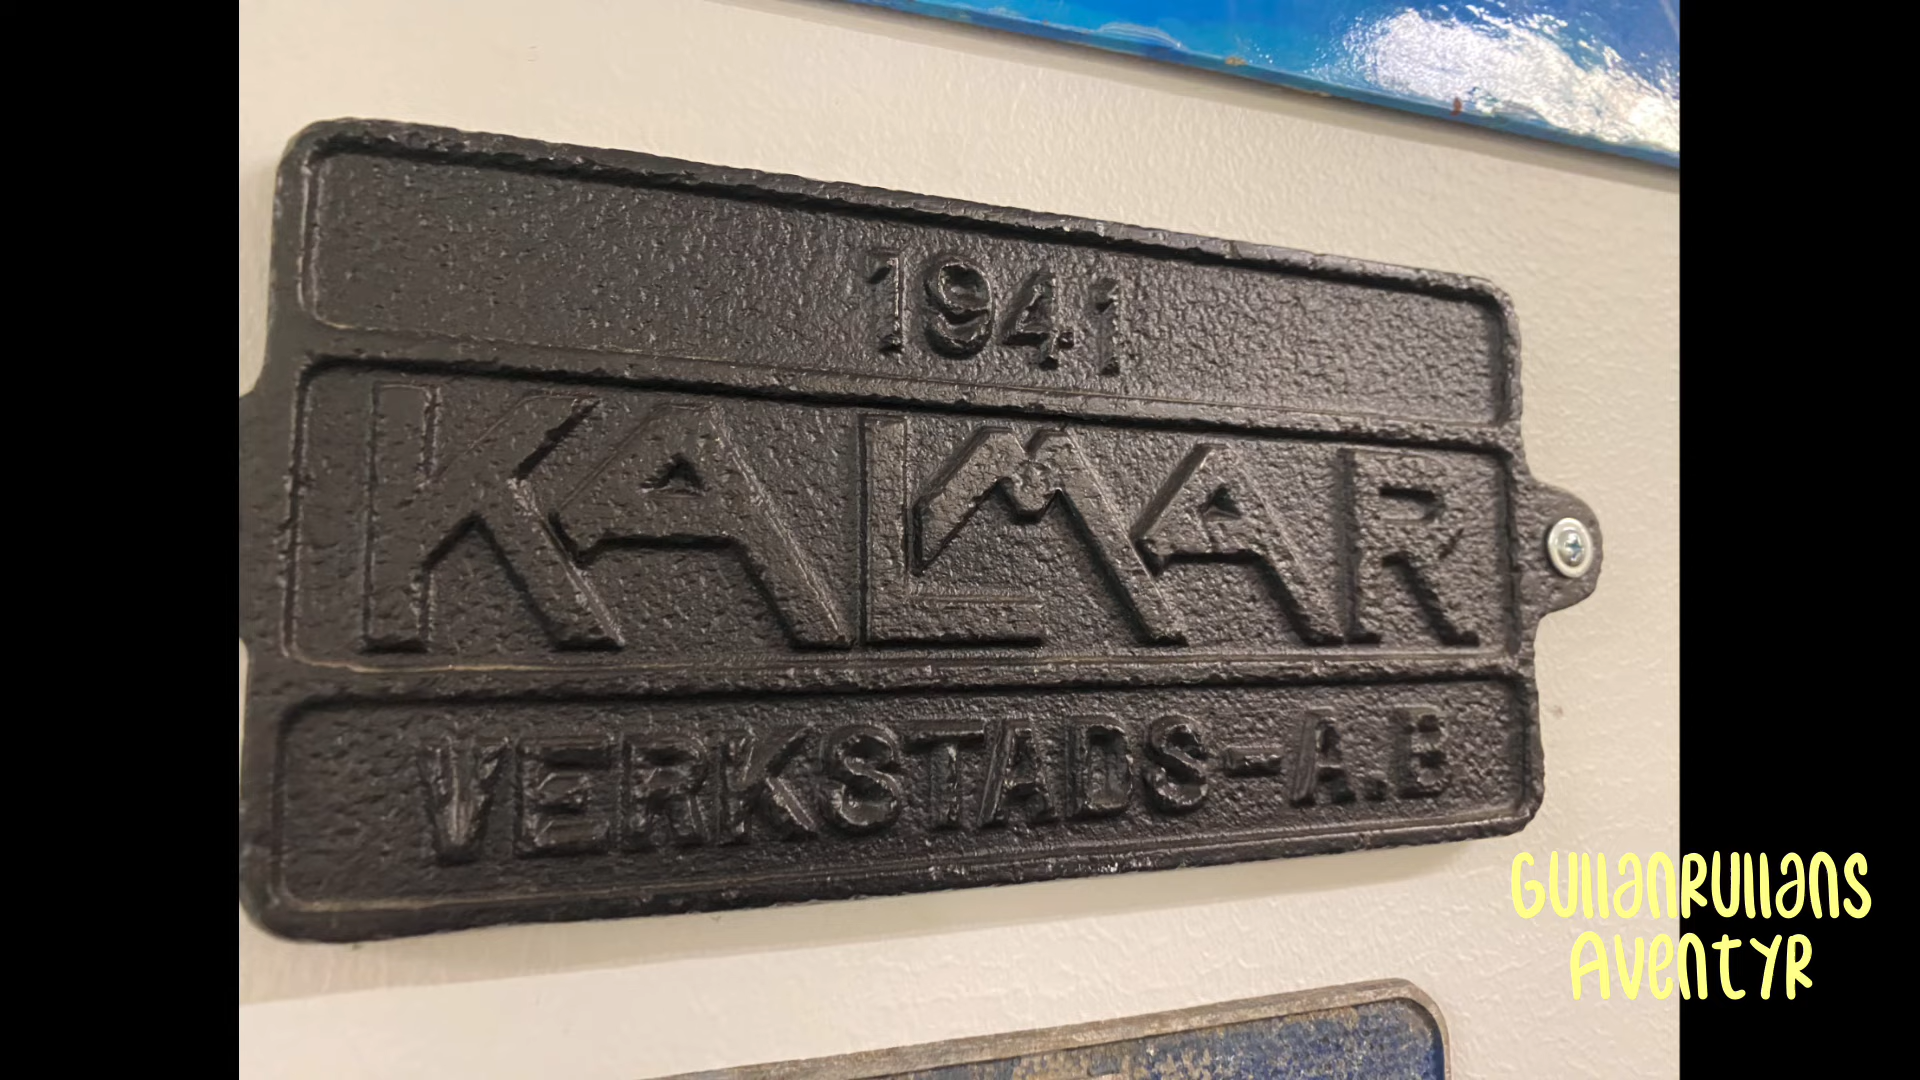 1941
KALMAR
VERKSTADS-A.B
GUllANRUllANS
AVENTYR